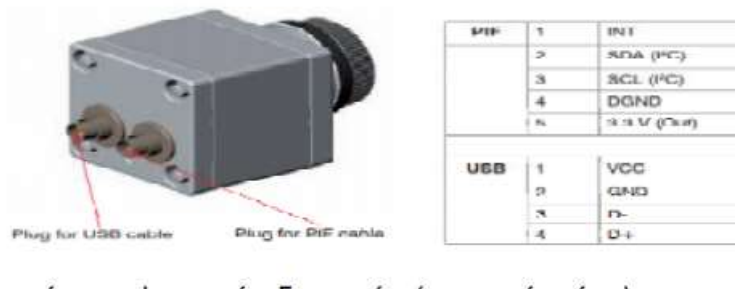 PIF 1 INT
2 SDA (I²C)
3 SCL (I²C)
4 DGND
5 3.3 V (Out)
USB 1 VCC
2 GND
3 D-
4 D+
Plug for USB cable
Plug for PIF cable